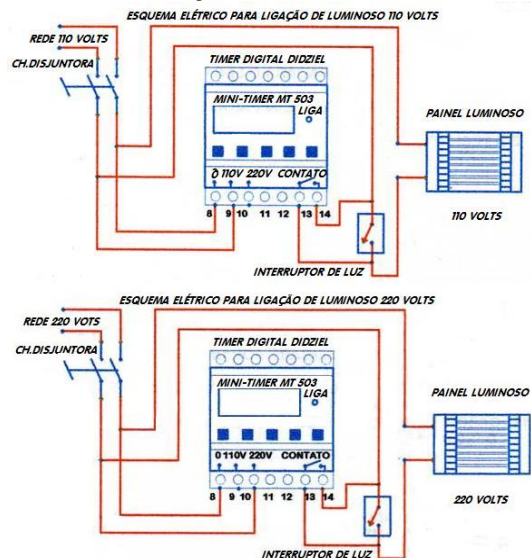 ESQUEMA ELÉTRICO PARA LIGAÇÃO DE LUMINOSO 110 VOLTS
REDE 110 VOLTS
CH.DISJUNTORA
TIMER DIGITAL DIDZIEL
MINI-TIMER MT 503
LIGA
PAINEL LUMINOSO
0 110V 220V CONTATO
8 9 10 11 12 13 14
110 VOLTS
INTERRUPTOR DE LUZ
ESQUEMA ELÉTRICO PARA LIGAÇÃO DE LUMINOSO 220 VOLTS
REDE 220 VOTS
CH.DISJUNTORA
TIMER DIGITAL DIDZIEL
MINI-TIMER MT 503
LIGA
PAINEL LUMINOSO
0 110V 220V CONTATO
8 9 10 11 12 13 14
220 VOLTS
INTERRUPTOR DE LUZ